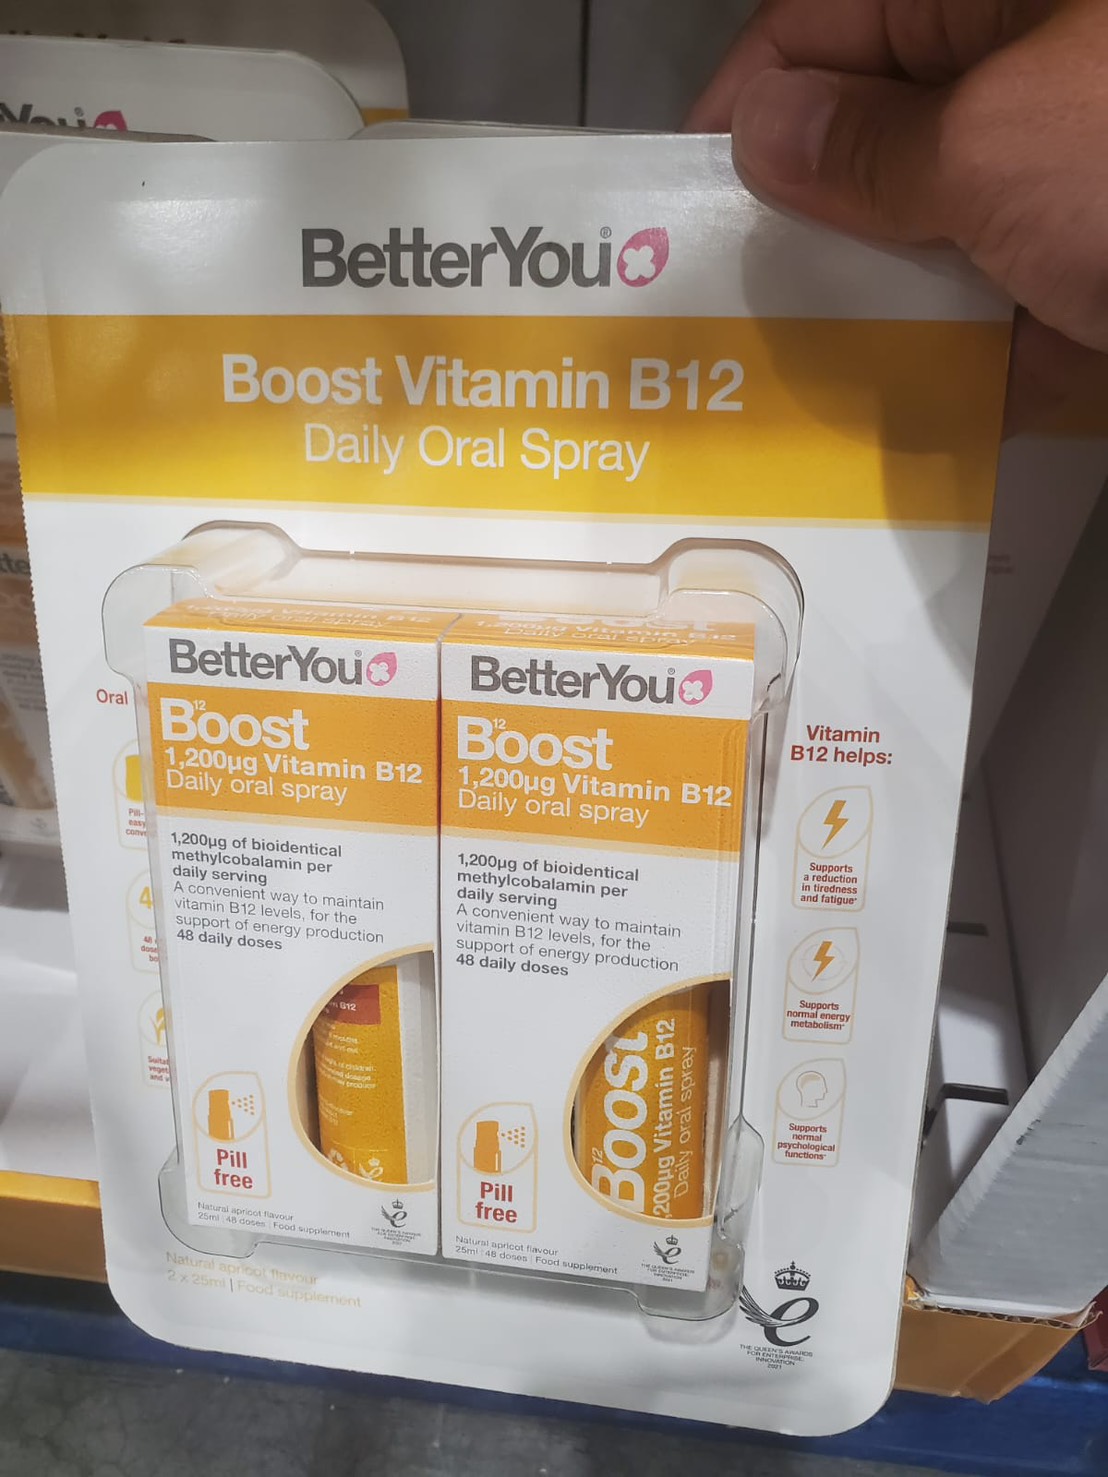 BetterYou®
Boost Vitamin B12
Daily Oral Spray
Oral
BetterYou
B12oost
1,200µg Vitamin B12
Daily oral spray
1,200µg of bioidentical
methylcobalamin per
daily serving
A convenient way to maintain
vitamin B12 levels, for the
support of energy production
48 daily doses
Pill
free
Natural apricot flavour
25ml | 48 doses | Food supplement
BetterYou
B12oost
1,200µg Vitamin B12
Daily oral spray
1,200µg of bioidentical
methylcobalamin per
daily serving
A convenient way to maintain
vitamin B12 levels, for the
support of energy production
48 daily doses
B12oost
1,200µg Vitamin B12
Daily oral spray
Pill
free
Natural apricot flavour
25ml | 48 doses | Food supplement
Vitamin
B12 helps:
Supports
a reduction
in tiredness
and fatigue*
Supports
normal energy
metabolism*
Supports
normal
psychological
functions*
Natural apricot flavour
2 x 25ml | Food supplement
THE QUEEN'S AWARDS
FOR ENTERPRISE:
INNOVATION
2021